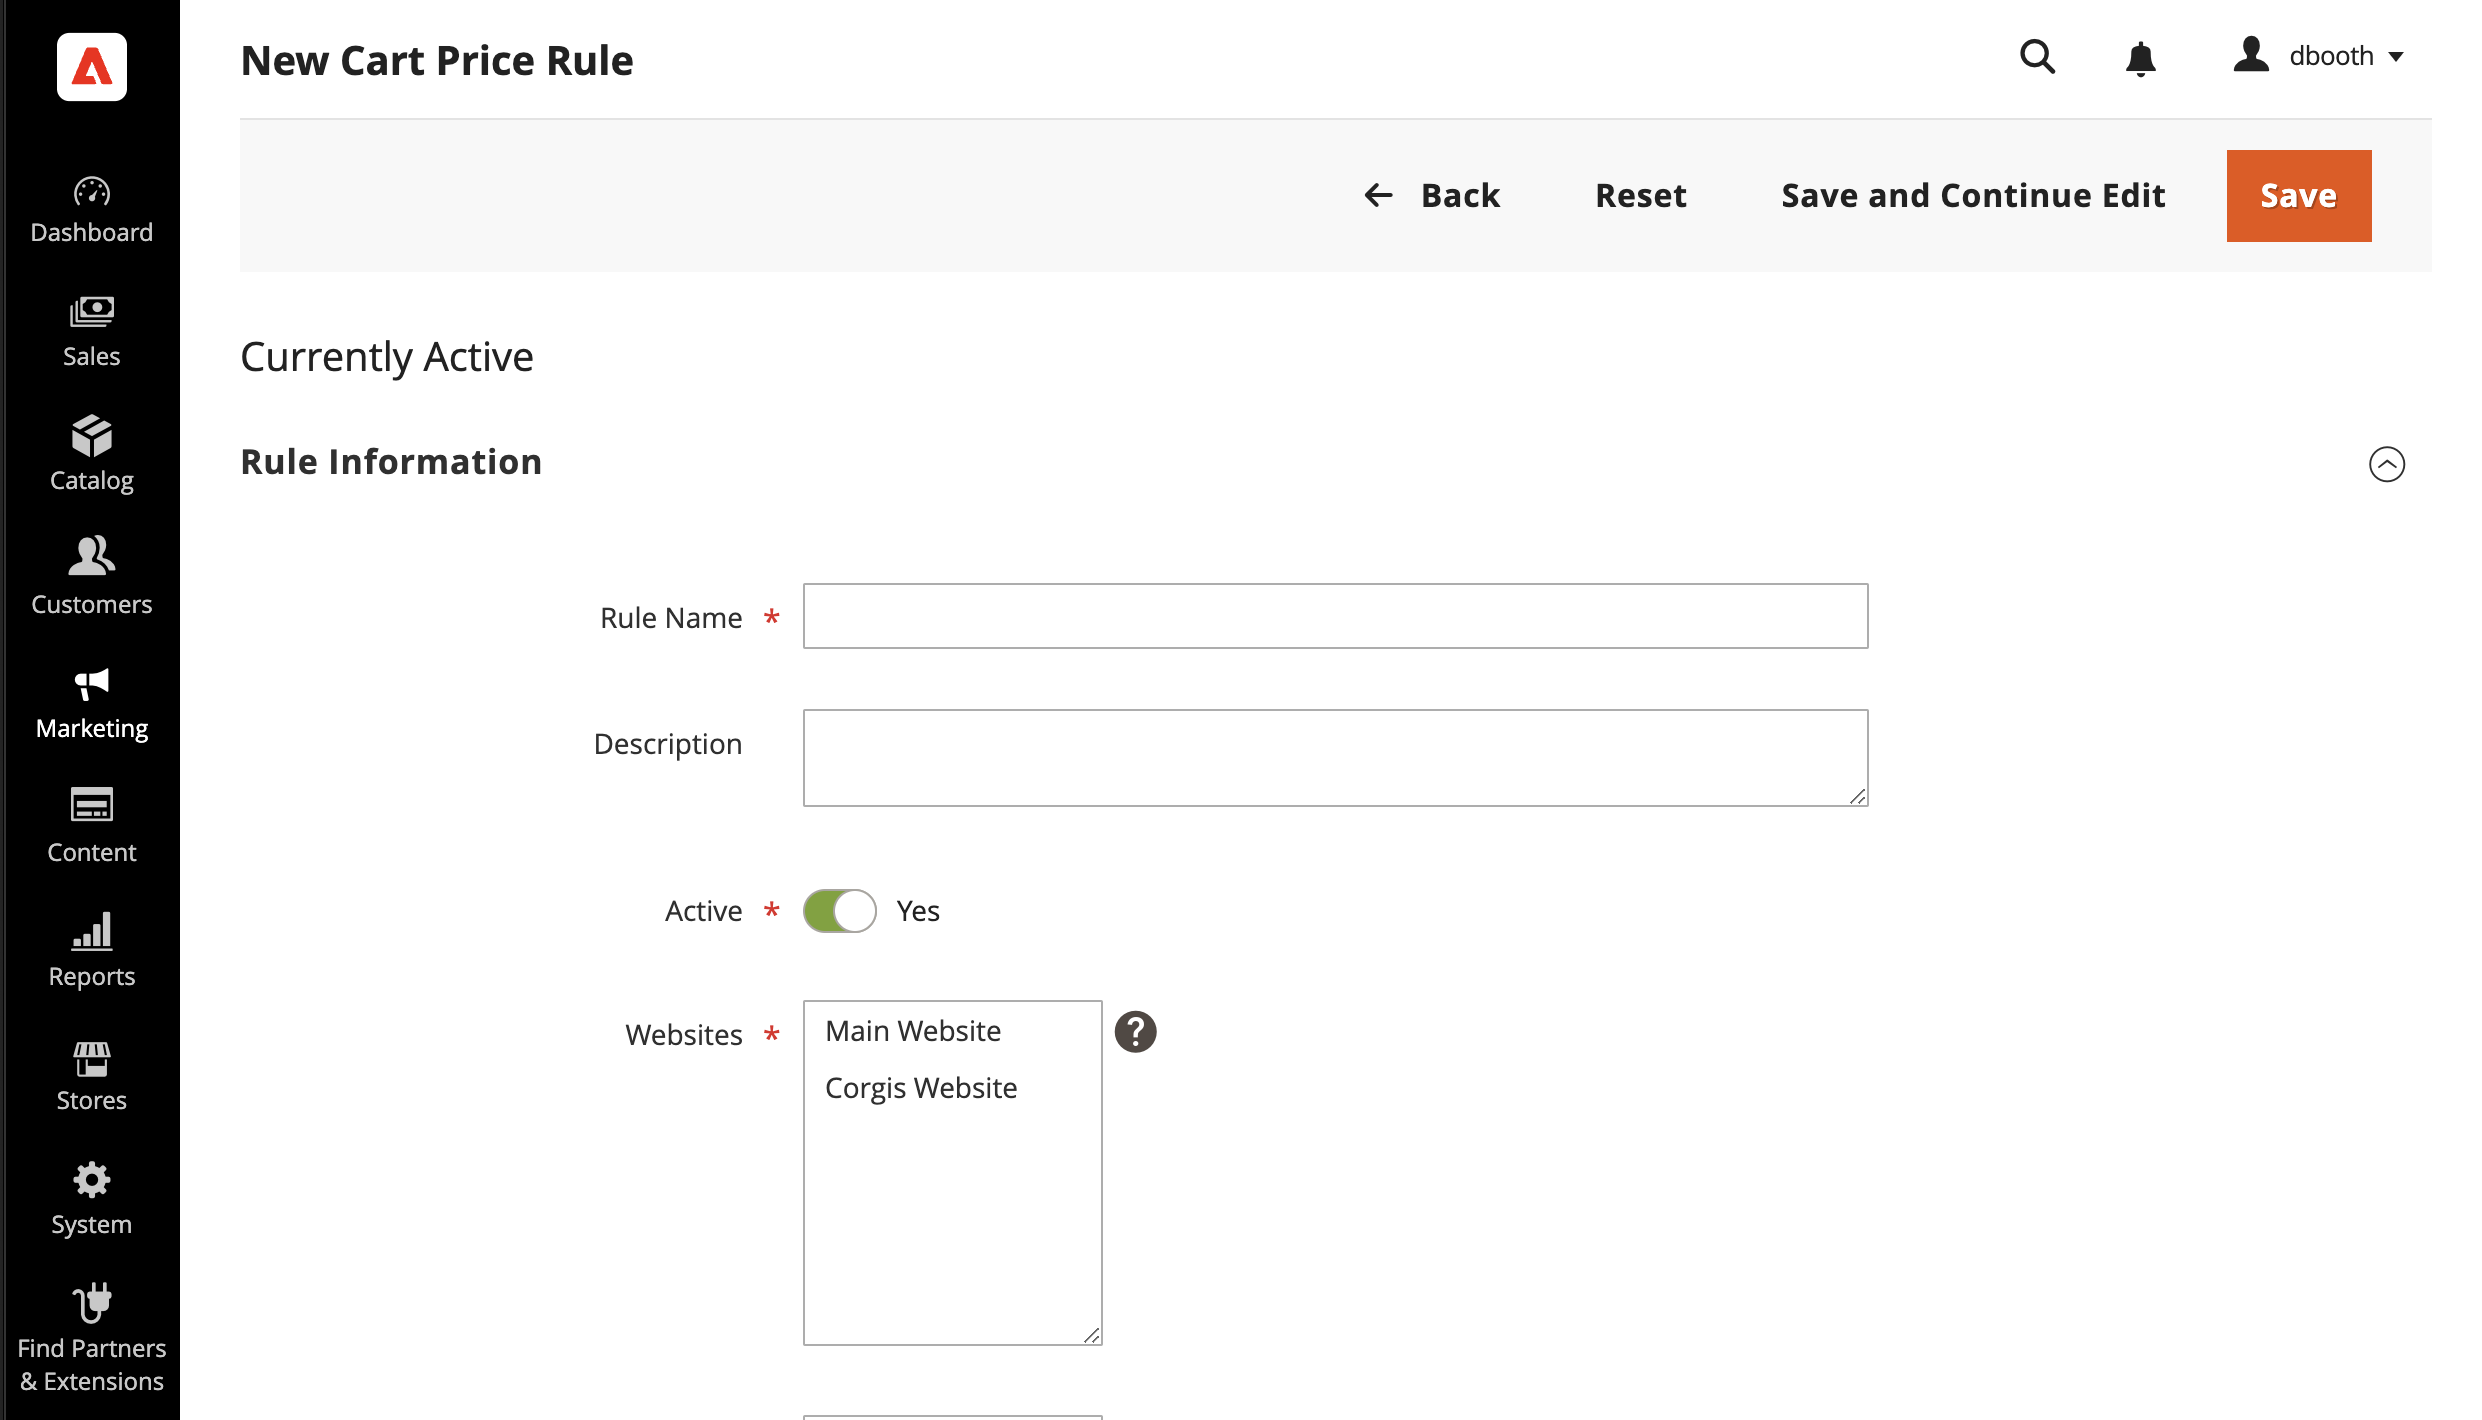 New Cart Price Rule
dbooth
Back
Reset
Save and Continue Edit
Save
Dashboard
Sales
Catalog
Customers
Marketing
Content
Reports
Stores
System
Find Partners
& Extensions
Currently Active
Rule Information
Rule Name *
Description
Active * Yes
Websites *
Main Website
Corgis Website
?